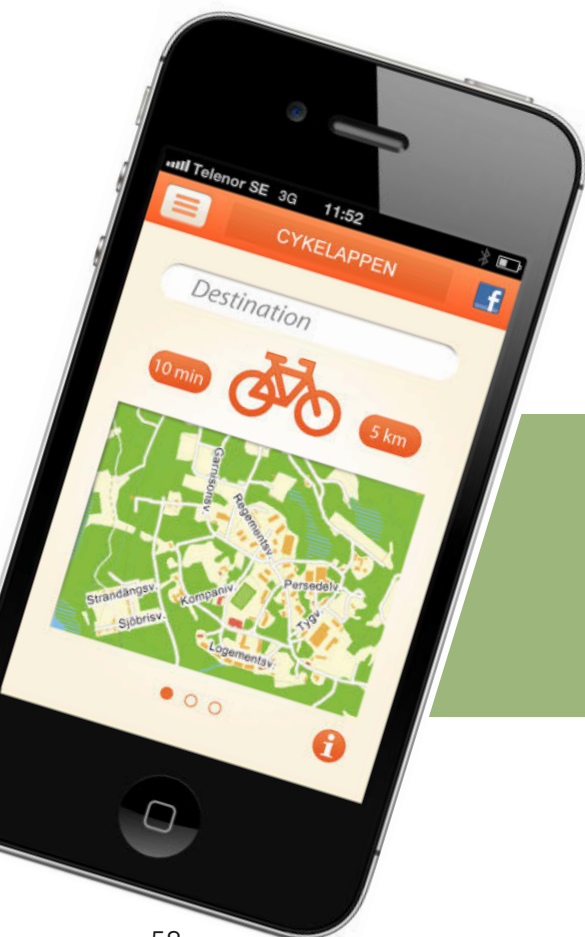 Telenor SE 3G 11:52
CYKELAPPEN
f
Destination
10 min
5 km
Garnisonsv.
Regementsv.
Persedelv.
Strandängsv.
Kompaniv.
Tygv.
Sjöbrisv.
Logementsv.
i
58